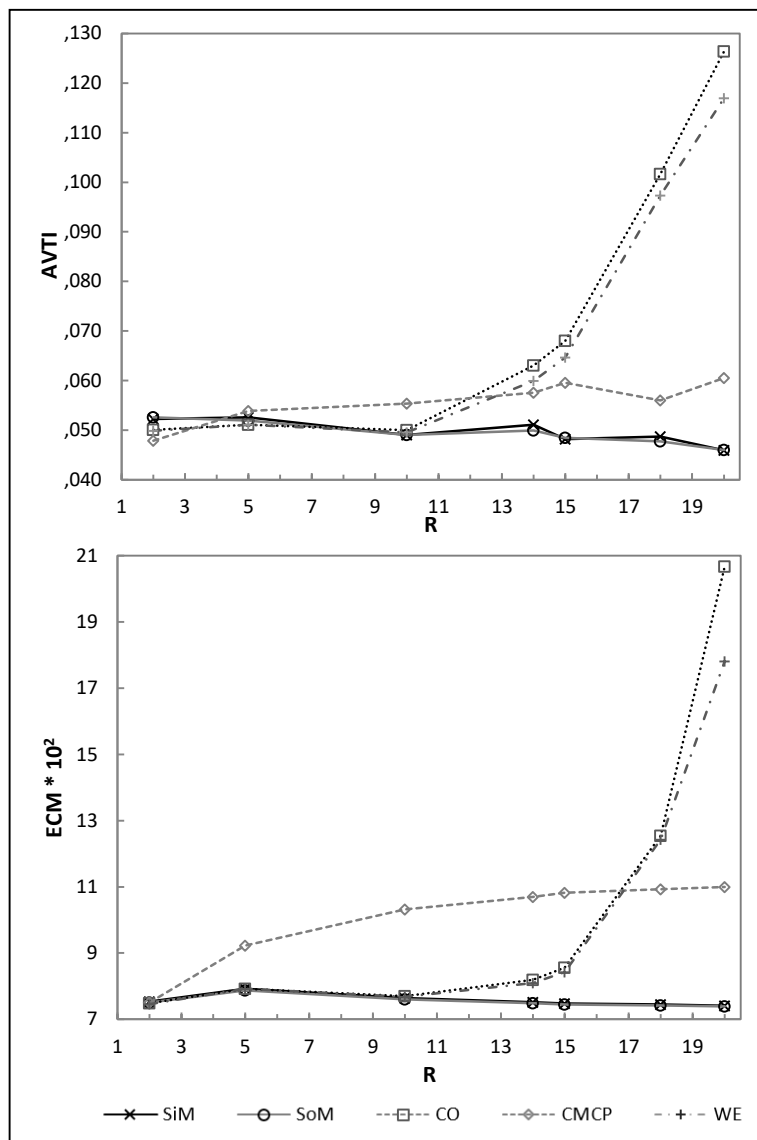 ,130
,120
,110
,100
,090
,080
,070
,060
,050
,040
AVTI
1 3 5 7 9 11 13 15 17 19
R
21
19
17
15
13
11
9
7
ECM * 10²
1 3 5 7 9 11 13 15 17 19
R
SiM SoM CO CMCP WE